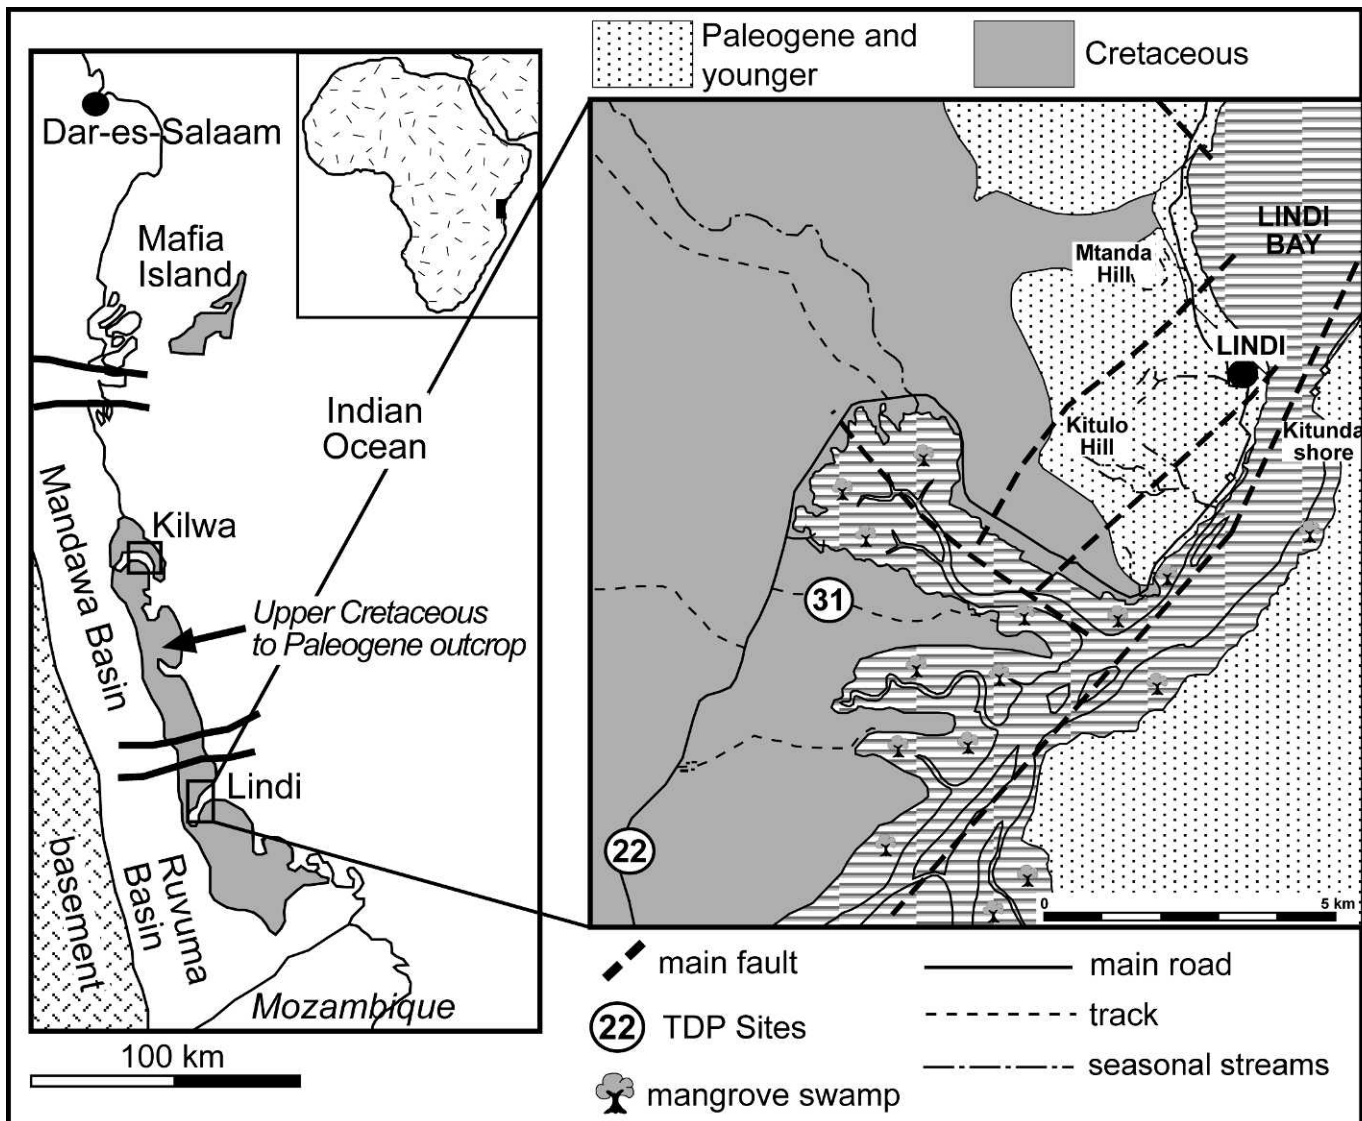 Paleogene and
younger
Cretaceous
Dar-es-Salaam
Mafia
Island
Indian
Ocean
Mandawa Basin
Kilwa
Upper Cretaceous
to Paleogene outcrop
Lindi
basement
Ruvuma
Basin
Mozambique
100 km
LINDI
BAY
Mtanda
Hill
LINDI
Kitulo
Hill
Kitunda
shore
31
22
0
5 km
main fault
main road
22
TDP Sites
track
mangrove swamp
seasonal streams